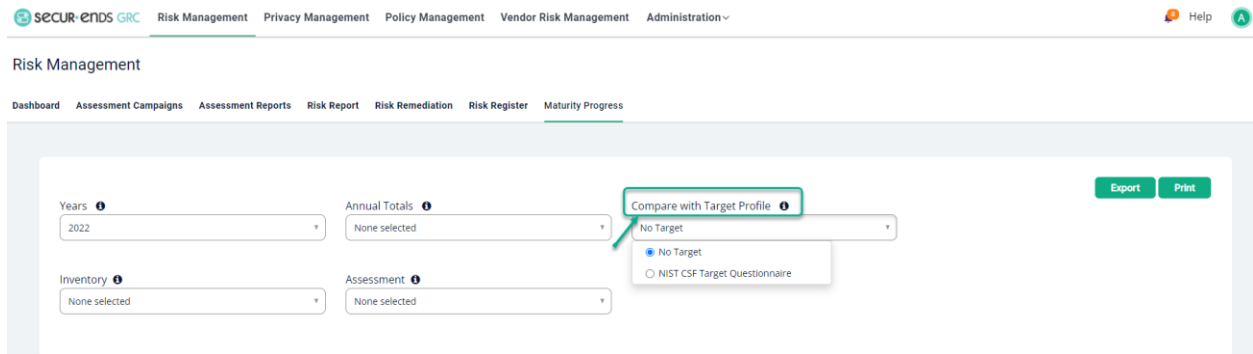 SECUR-ENDS GRC Risk Management Privacy Management Policy Management Vendor Risk Management Administration Help A
Risk Management
Dashboard Assessment Campaigns Assessment Reports Risk Report Risk Remediation Risk Register Maturity Progress
Export Print
Years Annual Totals Compare with Target Profile
2022 None selected No Target
No Target
NIST CSF Target Questionnaire
Inventory Assessment
None selected None selected